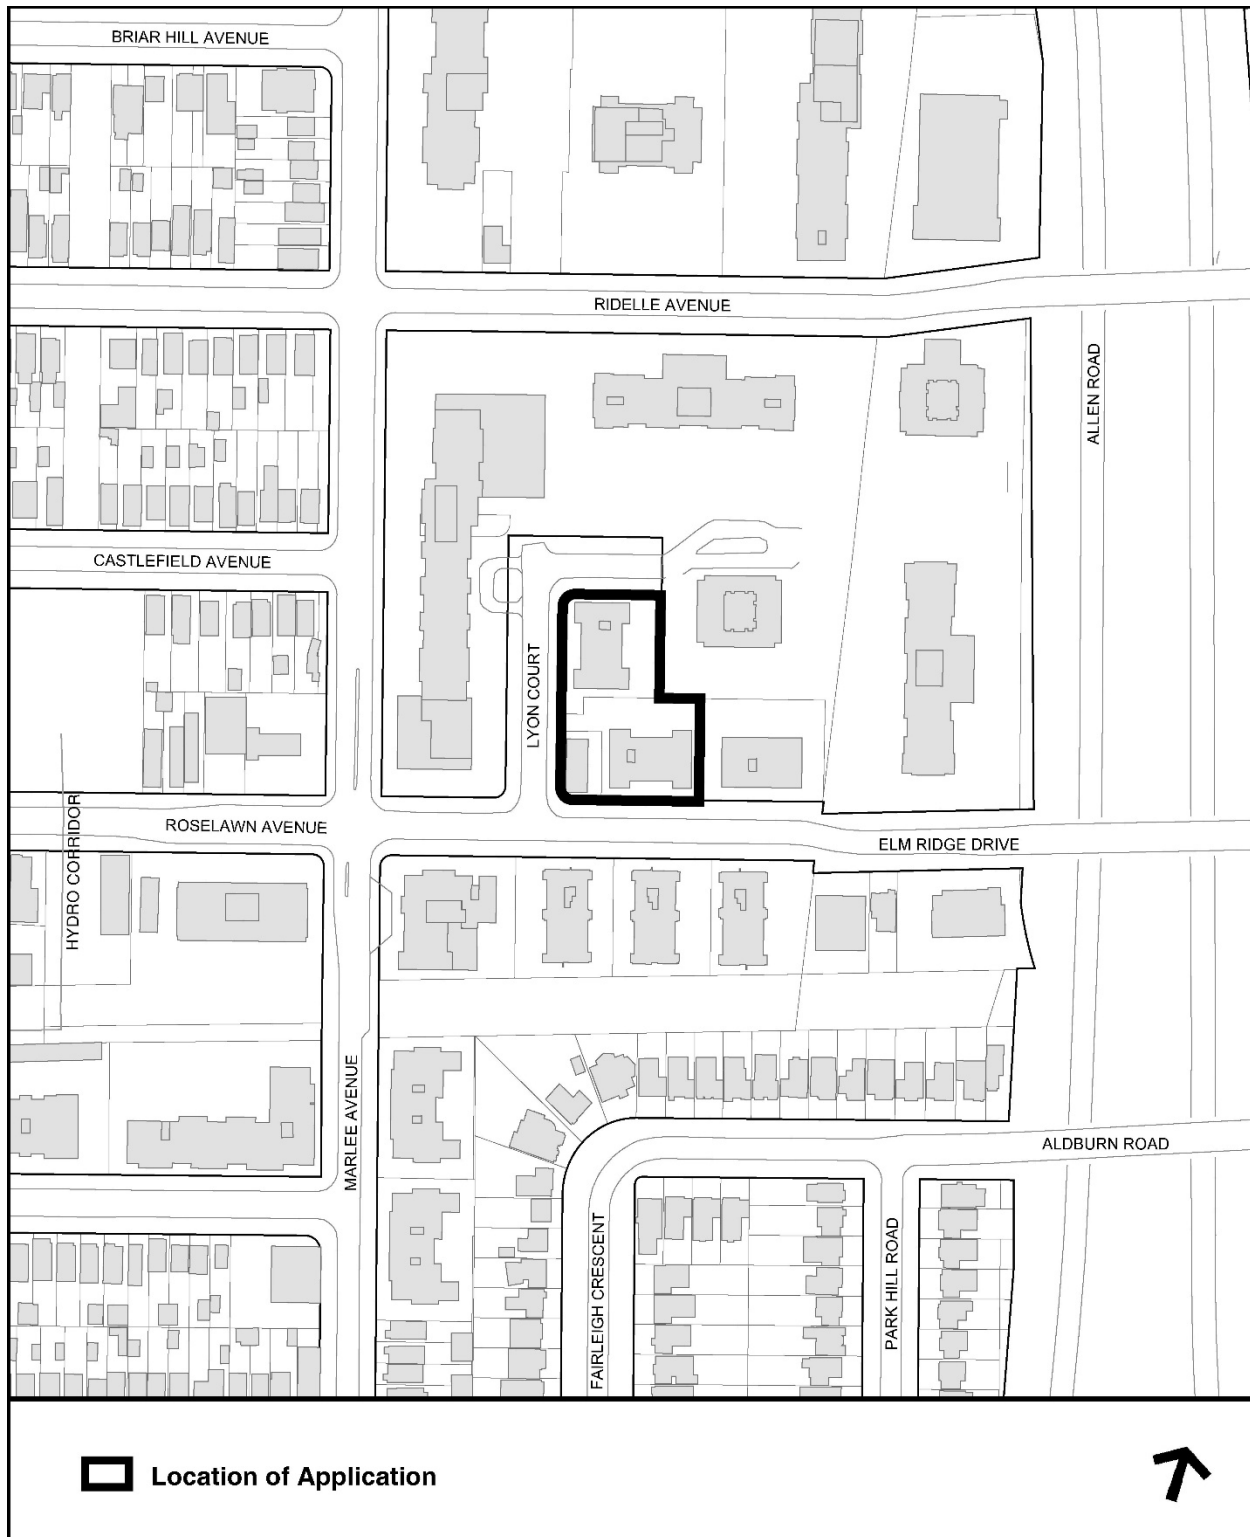 BRIAR HILL AVENUE
RIDELLE AVENUE
ALLEN ROAD
CASTLEFIELD AVENUE
LYON COURT
HYDRO CORRIDOR
ROSELAWN AVENUE
ELM RIDGE DRIVE
MARLEE AVENUE
ALDBURN ROAD
FAIRLEIGH CRESCENT
PARK HILL ROAD
Location of Application